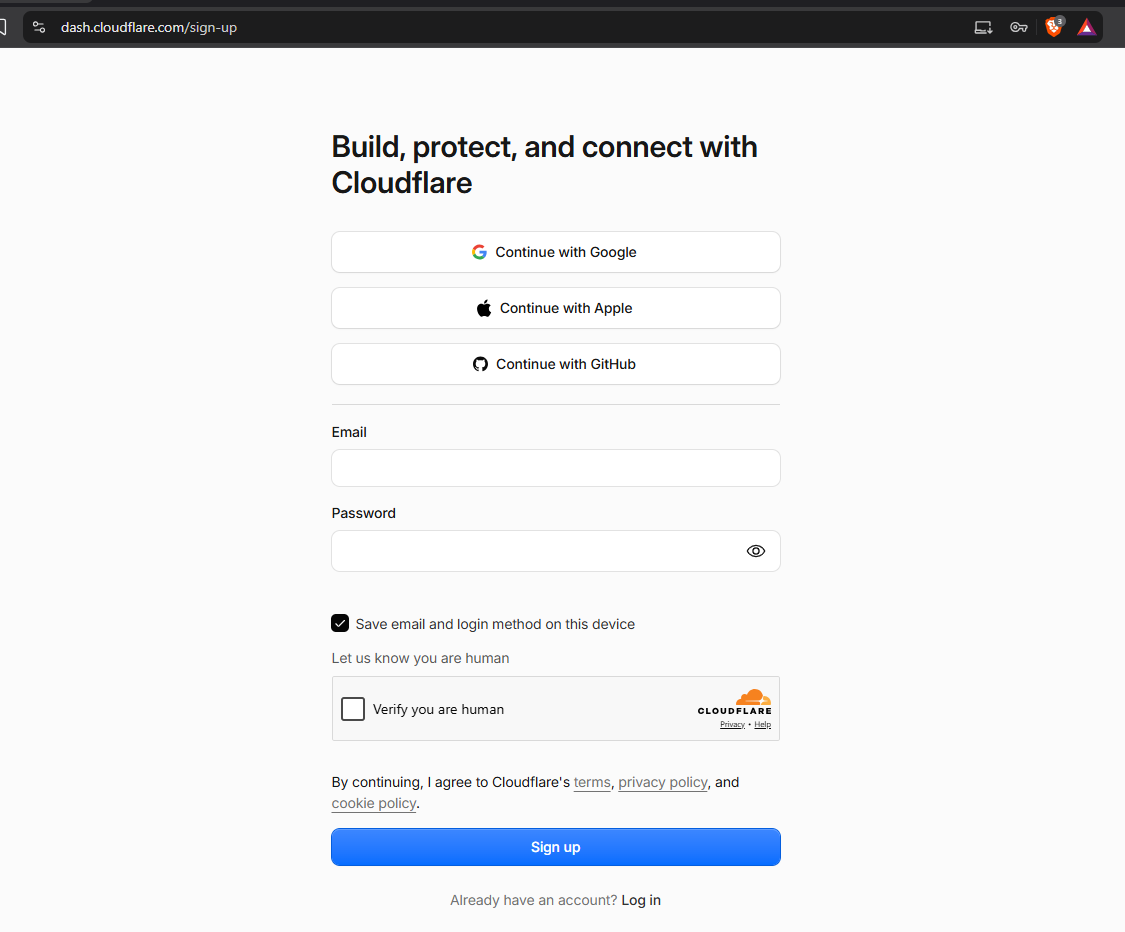 dash.cloudflare.com/sign-up
3
Build, protect, and connect with
Cloudflare
Continue with Google
Continue with Apple
Continue with GitHub
Email
Password
Save email and login method on this device
Let us know you are human
Verify you are human
CLOUDFLARE
Privacy • Help
By continuing, I agree to Cloudflare's terms, privacy policy, and
cookie policy.
Sign up
Already have an account? Log in